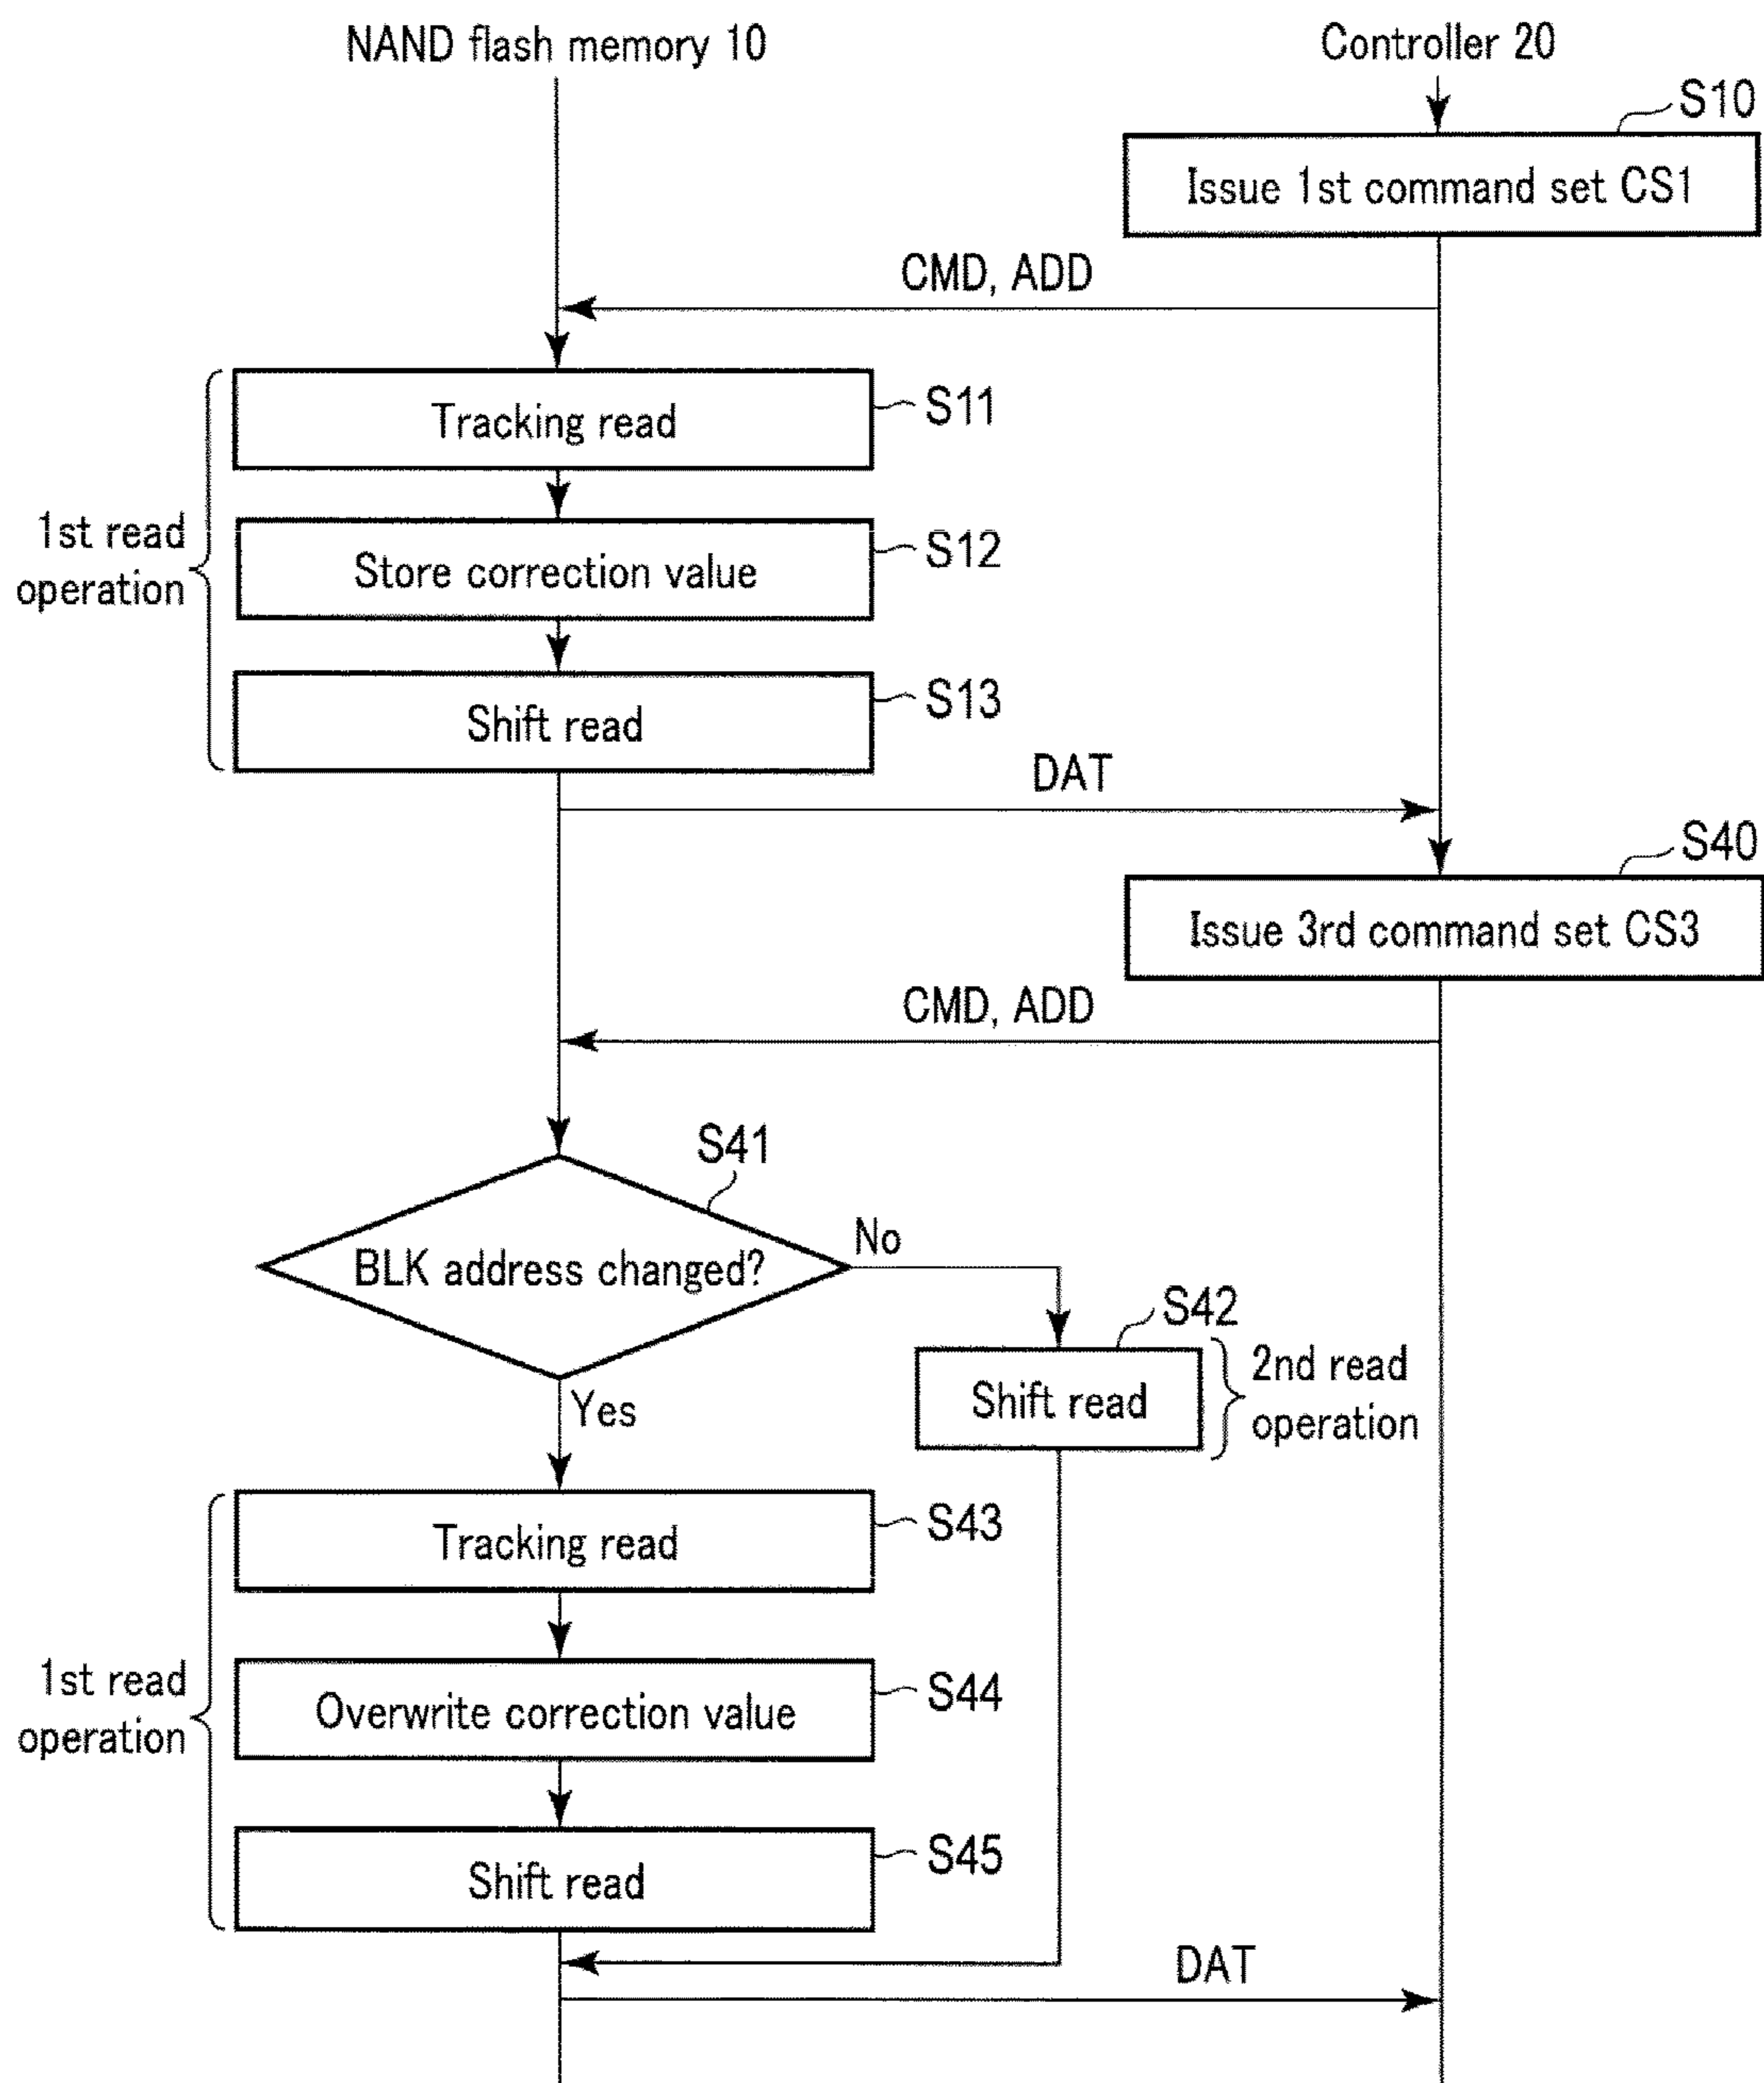 NAND flash memory 10
Controller 20
S10
Issue 1st command set CS1
CMD, ADD
Tracking read
S11
1st read
operation
Store correction value
S12
Shift read
S13
DAT
S40
Issue 3rd command set CS3
CMD, ADD
S41
BLK address changed?
No
S42
Shift read
2nd read
operation
Yes
Tracking read
S43
1st read
operation
Overwrite correction value
S44
Shift read
S45
DAT